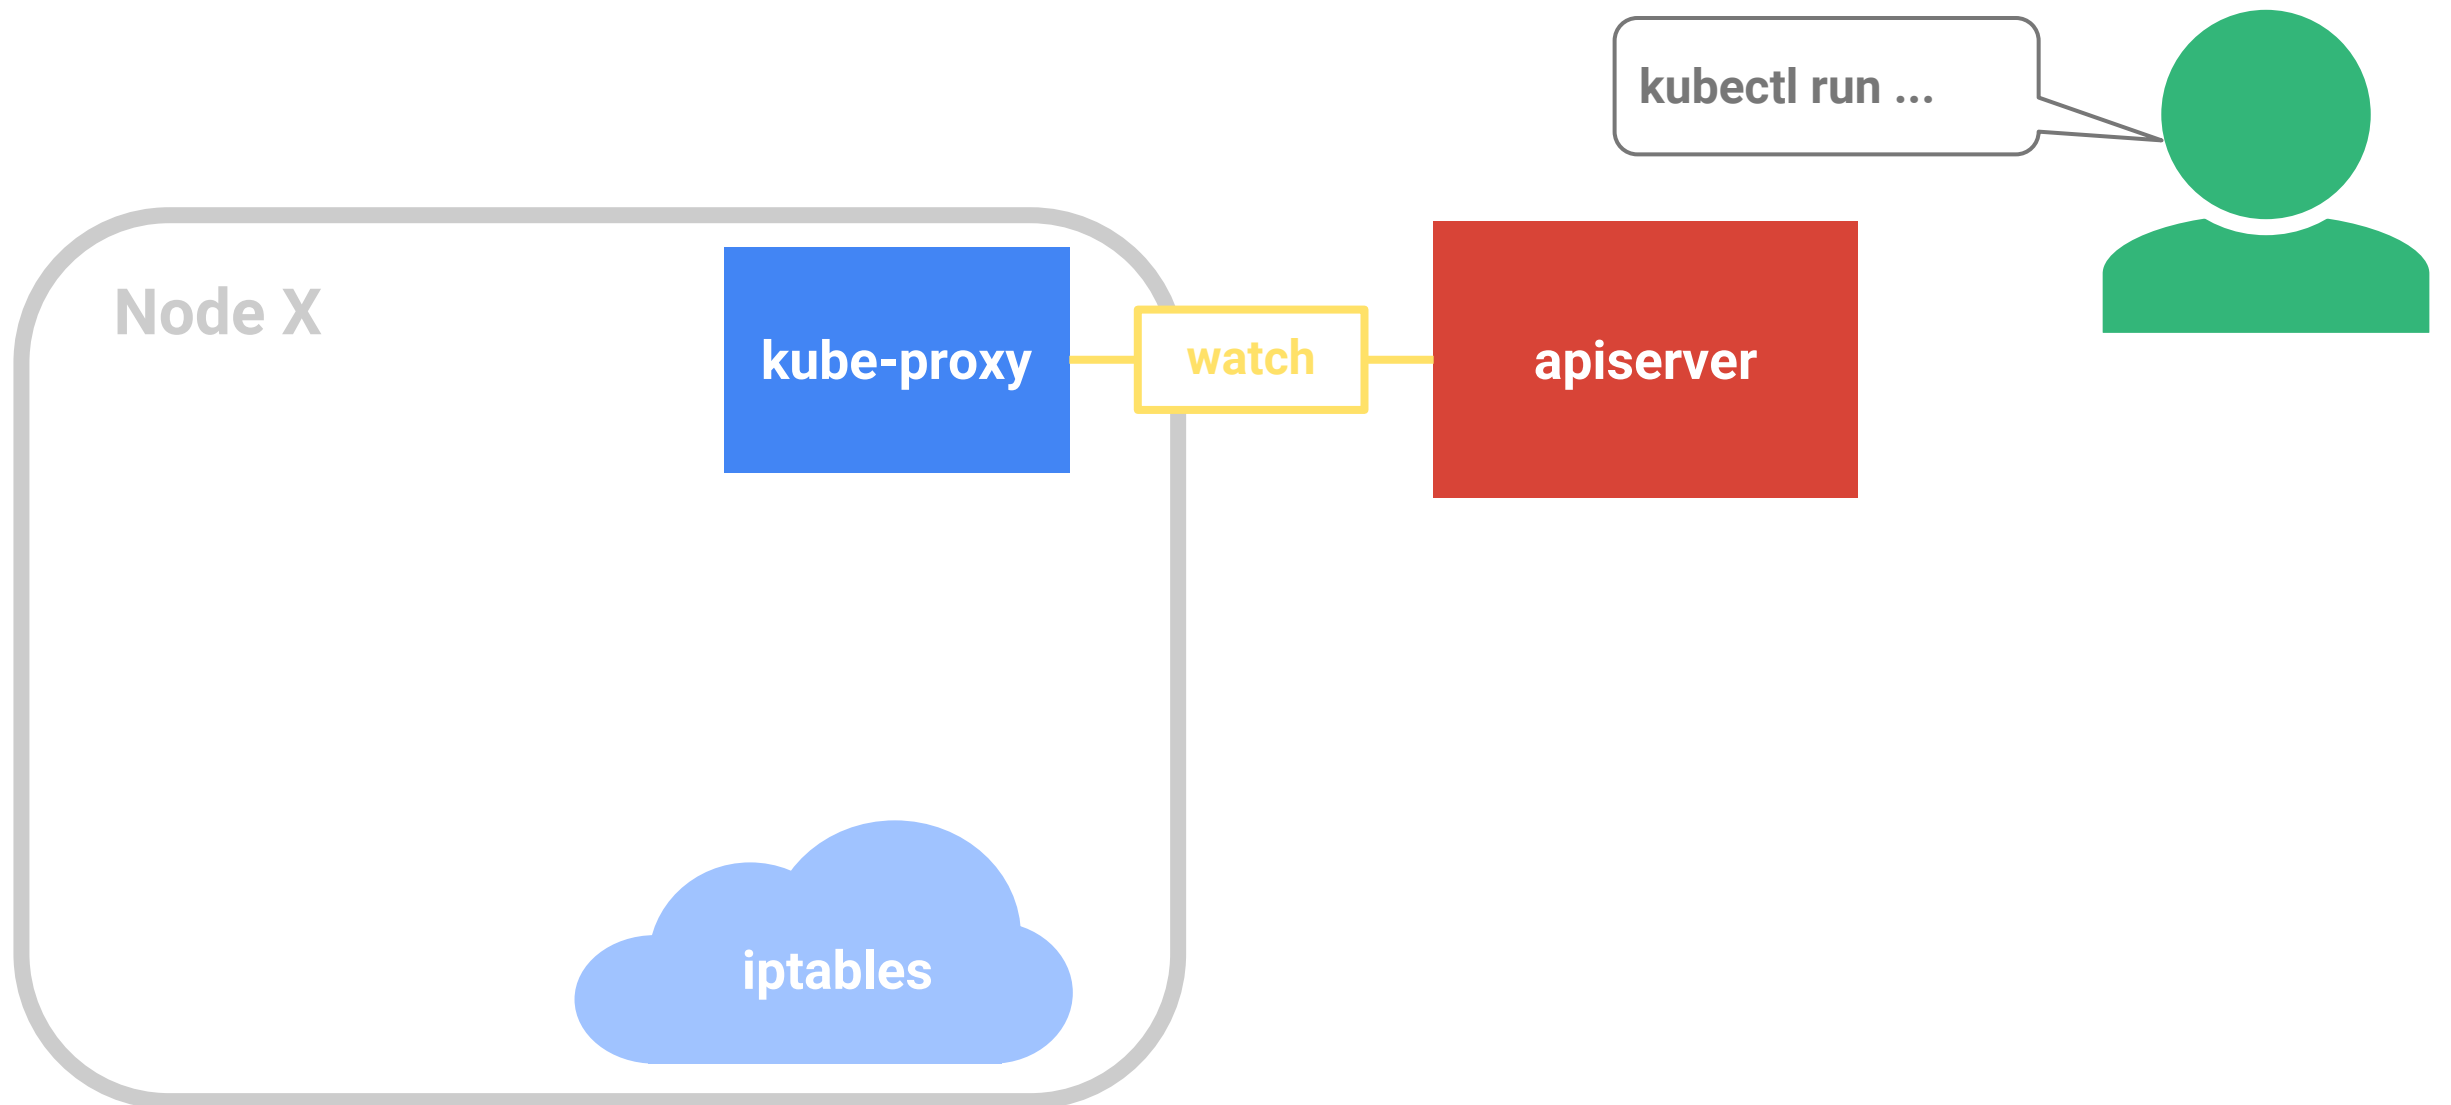 kubectl run ...
Node X
kube-proxy
watch
apiserver
iptables